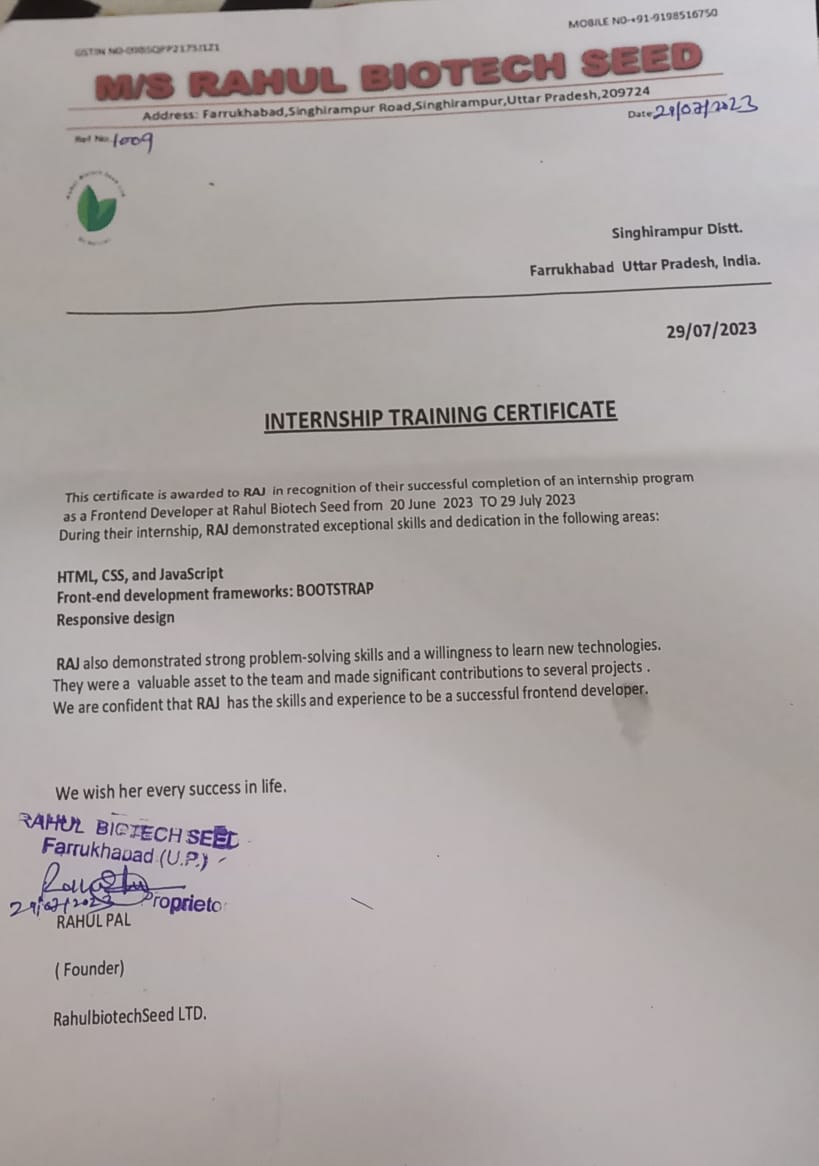 MOBILE NO-+91-9198516750
M/S RAHUL BIOTECH SEED
Address: Farrukhabad,Singhirampur Road,Singhirampur,Uttar Pradesh,209724
Date 29/07/2023
Ref No. 1009
Singhirampur Distt.
Farrukhabad Uttar Pradesh, India.
29/07/2023
INTERNSHIP TRAINING CERTIFICATE
This certificate is awarded to RAJ in recognition of their successful completion of an internship program
as a Frontend Developer at Rahul Biotech Seed from 20 June 2023 TO 29 July 2023
During their internship, RAJ demonstrated exceptional skills and dedication in the following areas:
HTML, CSS, and JavaScript
Front-end development frameworks: BOOTSTRAP
Responsive design
RAJ also demonstrated strong problem-solving skills and a willingness to learn new technologies.
They were a valuable asset to the team and made significant contributions to several projects .
We are confident that RAJ has the skills and experience to be a successful frontend developer.
We wish her every success in life.
RAHUL BIOTECH SEED
Farrukhabad (U.P.)
29/07/2023 Proprietor
RAHUL PAL
( Founder)
RahulbiotechSeed LTD.